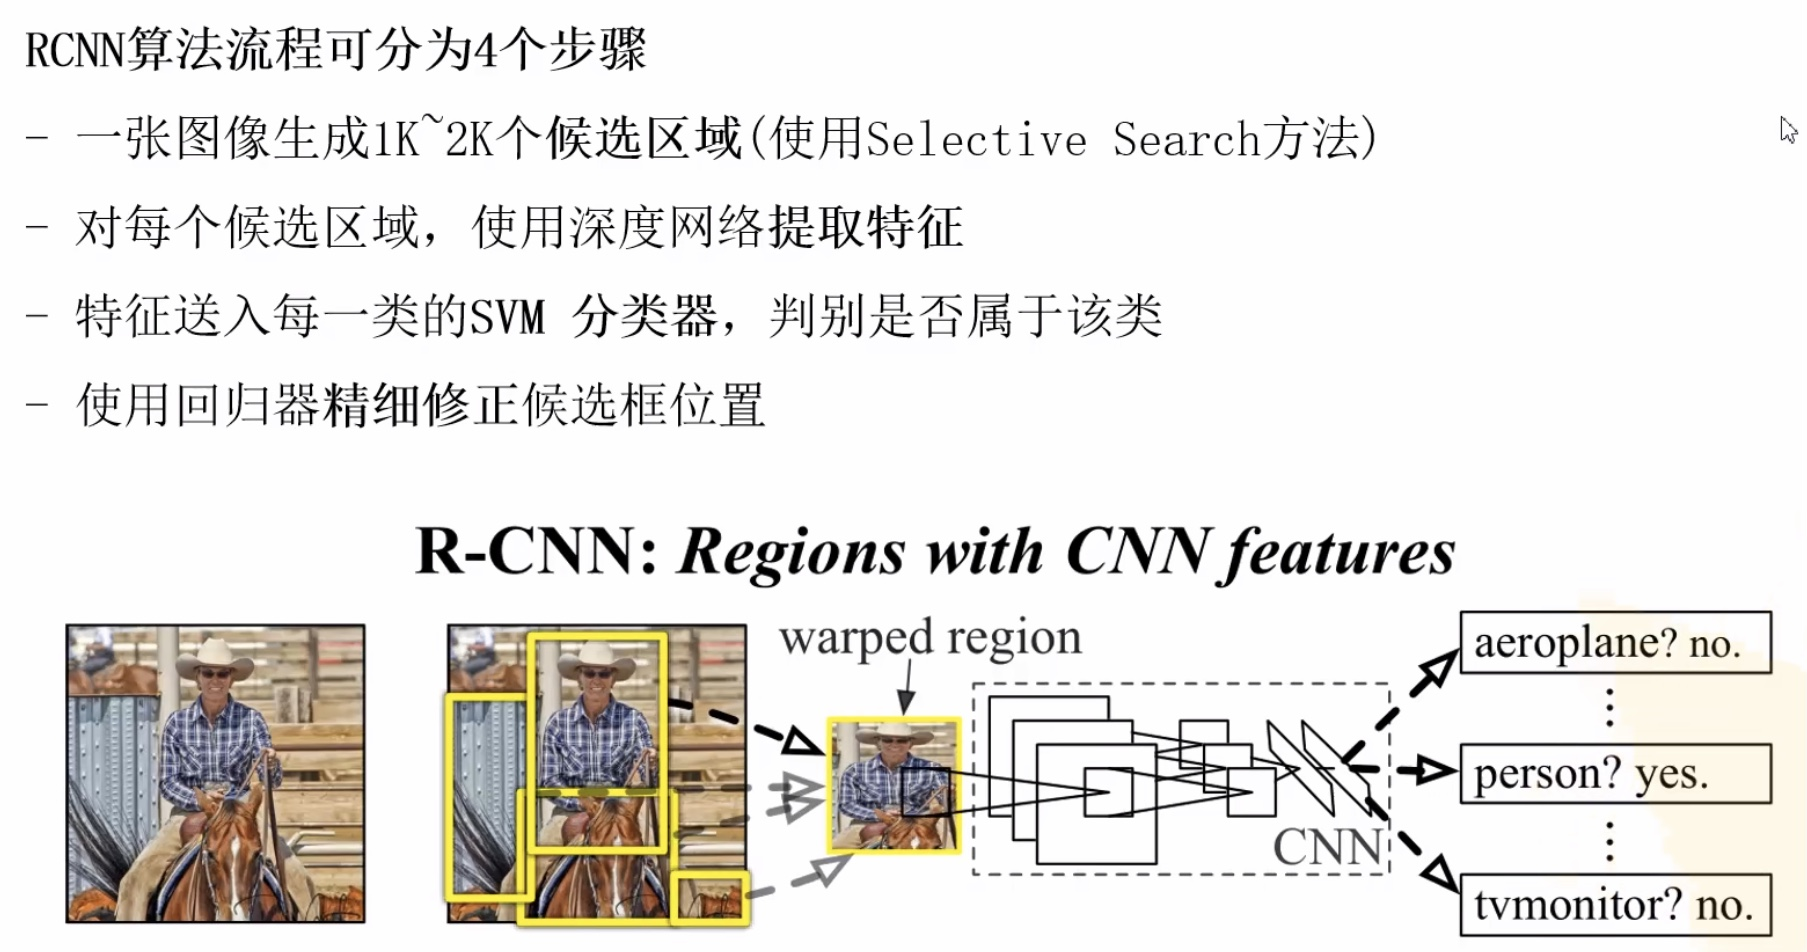 RCNN算法流程可分为4个步骤
- 一张图像生成1K~2K个候选区域(使用Selective Search方法)
- 对每个候选区域，使用深度网络提取特征
- 特征送入每一类的SVM 分类器，判别是否属于该类
- 使用回归器精细修正候选框位置
R-CNN: Regions with CNN features
warped region
aeroplane? no.
person? yes.
CNN
tvmonitor? no.